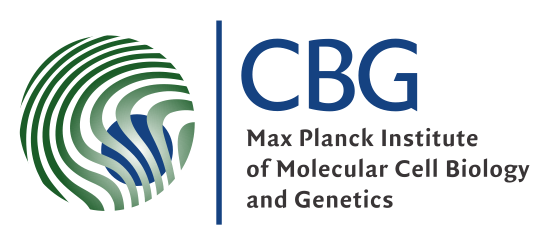 CBG
Max Planck Institute
of Molecular Cell Biology
and Genetics